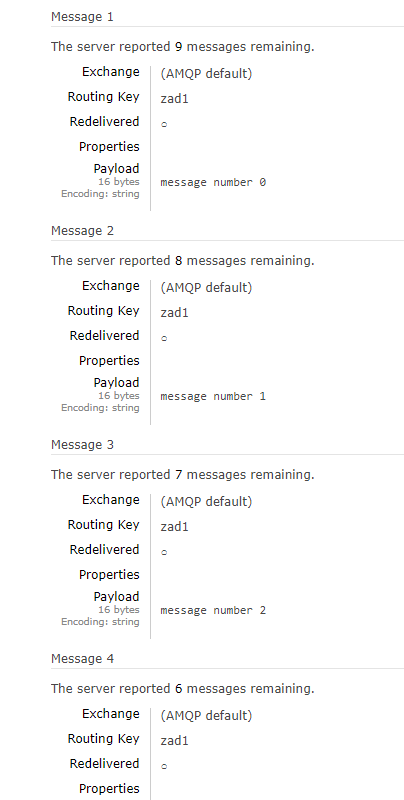 Message 1
The server reported 9 messages remaining.
Exchange (AMQP default)
Routing Key zad1
Redelivered ○
Properties
Payload
16 bytes
Encoding: string
message number 0
Message 2
The server reported 8 messages remaining.
Exchange (AMQP default)
Routing Key zad1
Redelivered ○
Properties
Payload
16 bytes
Encoding: string
message number 1
Message 3
The server reported 7 messages remaining.
Exchange (AMQP default)
Routing Key zad1
Redelivered ○
Properties
Payload
16 bytes
Encoding: string
message number 2
Message 4
The server reported 6 messages remaining.
Exchange (AMQP default)
Routing Key zad1
Redelivered ○
Properties